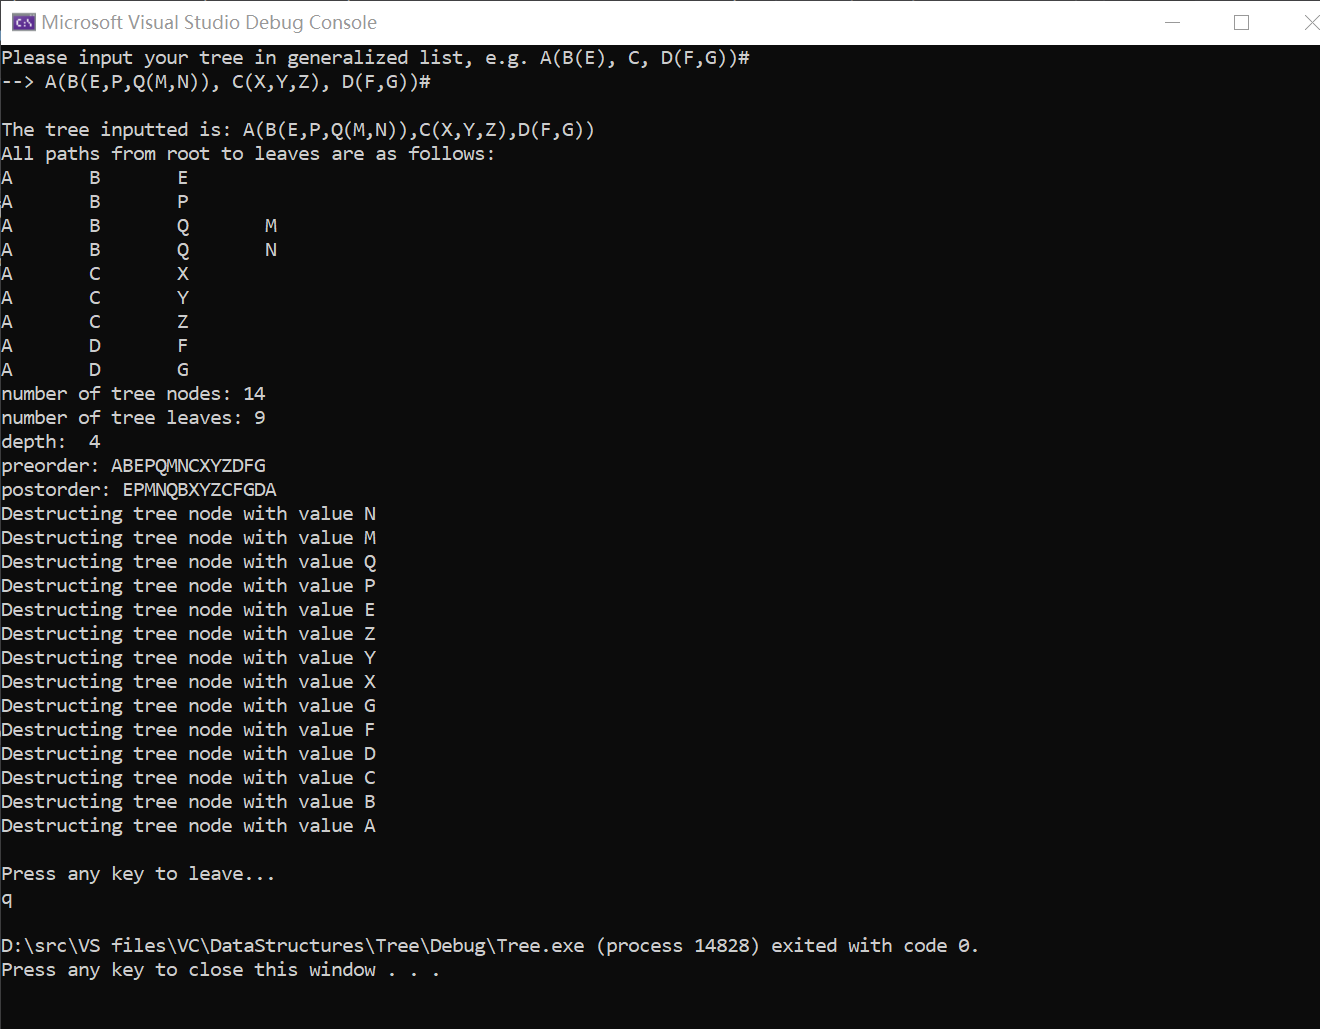 Microsoft Visual Studio Debug Console
Please input your tree in generalized list, e.g. A(B(E), C, D(F,G))#
--> A(B(E,P,Q(M,N)), C(X,Y,Z), D(F,G))#
The tree inputted is: A(B(E,P,Q(M,N)),C(X,Y,Z),D(F,G))
All paths from root to leaves are as follows:
A B E
A B P
A B Q M
A B Q N
A C X
A C Y
A C Z
A D F
A D G
number of tree nodes: 14
number of tree leaves: 9
depth:  4
preorder: ABEPQMNCXYZDFG
postorder: EPMNQBXYZCFGDA
Destructing tree node with value N
Destructing tree node with value M
Destructing tree node with value Q
Destructing tree node with value P
Destructing tree node with value E
Destructing tree node with value Z
Destructing tree node with value Y
Destructing tree node with value X
Destructing tree node with value G
Destructing tree node with value F
Destructing tree node with value D
Destructing tree node with value C
Destructing tree node with value B
Destructing tree node with value A
Press any key to leave...
q
D:\src\VS files\VC\DataStructures\Tree\Debug\Tree.exe (process 14828) exited with code 0.
Press any key to close this window . . .